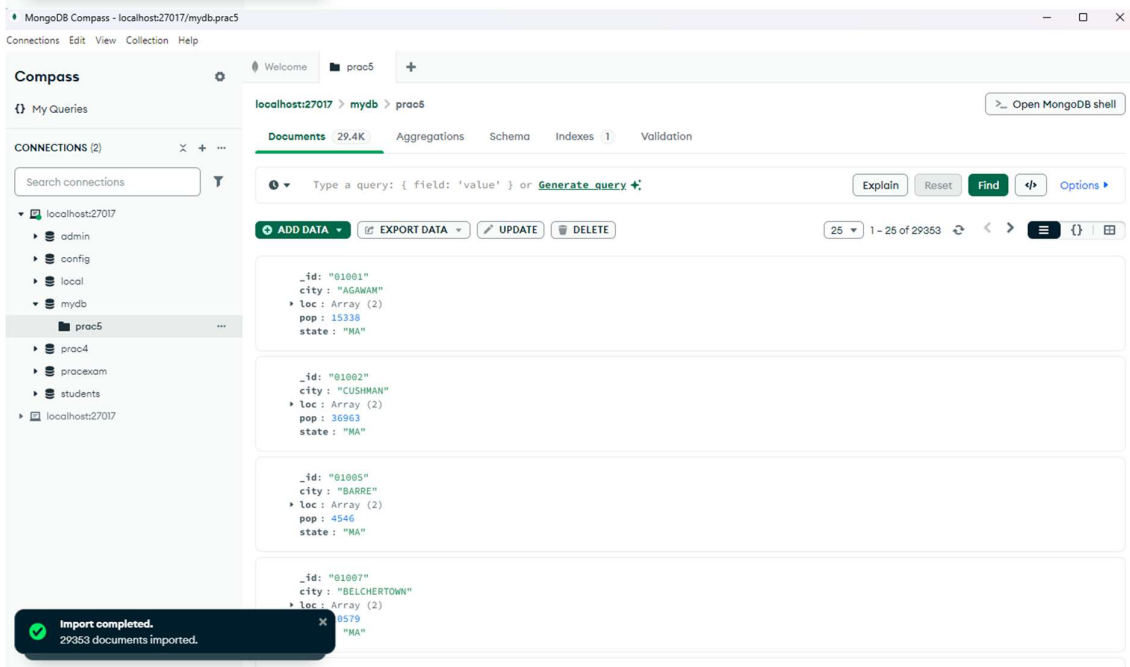 MongoDB Compass - localhost:27017/mydb.prac5
Connections Edit View Collection Help
Compass
{} My Queries
CONNECTIONS (2)
Search connections
localhost:27017
admin
config
local
mydb
prac5
prac4
pracexam
students
localhost:27017
Welcome
prac5
localhost:27017 > mydb > prac5
>_ Open MongoDB shell
Documents 29.4K Aggregations Schema Indexes 1 Validation
Type a query: { field: 'value' } or Generate query
Explain Reset Find </> Options
ADD DATA EXPORT DATA UPDATE DELETE
25 1 – 25 of 29353 {}
_id: "01001"
city : "AGAWAM"
loc : Array (2)
pop : 15338
state : "MA"
_id: "01002"
city : "CUSHMAN"
loc : Array (2)
pop : 36963
state : "MA"
_id: "01005"
city : "BARRE"
loc : Array (2)
pop : 4546
state : "MA"
_id: "01007"
city : "BELCHERTOWN"
loc : Array (2)
0579
"MA"
Import completed.
29353 documents imported.